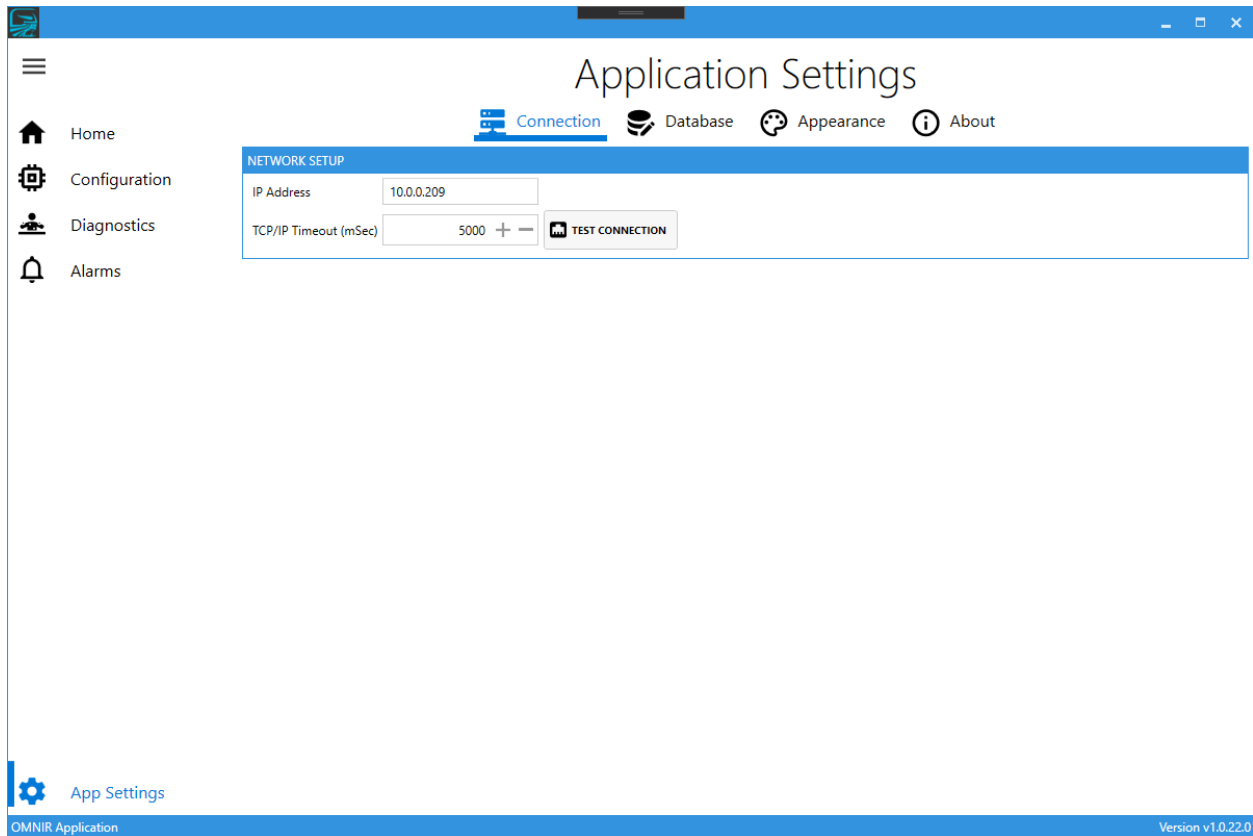 Application Settings
Home
Configuration
Diagnostics
Alarms
Connection Database Appearance About
NETWORK SETUP
IP Address 10.0.0.209
TCP/IP Timeout (mSec) 5000 TEST CONNECTION
App Settings
OMNIR Application Version v1.0.22.0